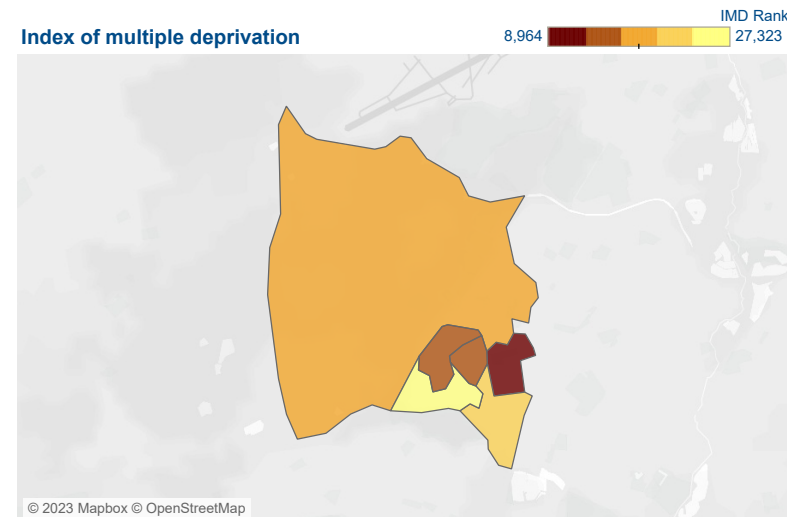 IMD Rank
Index of multiple deprivation
8,964
27,323
© 2023 Mapbox © OpenStreetMap